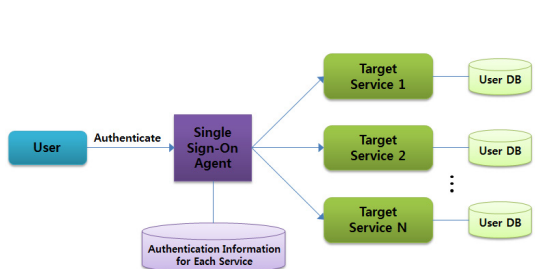 User
Authenticate
Single
Sign-On
Agent
Authentication Information
for Each Service
Target
Service 1
User DB
Target
Service 2
User DB
Target
Service N
User DB